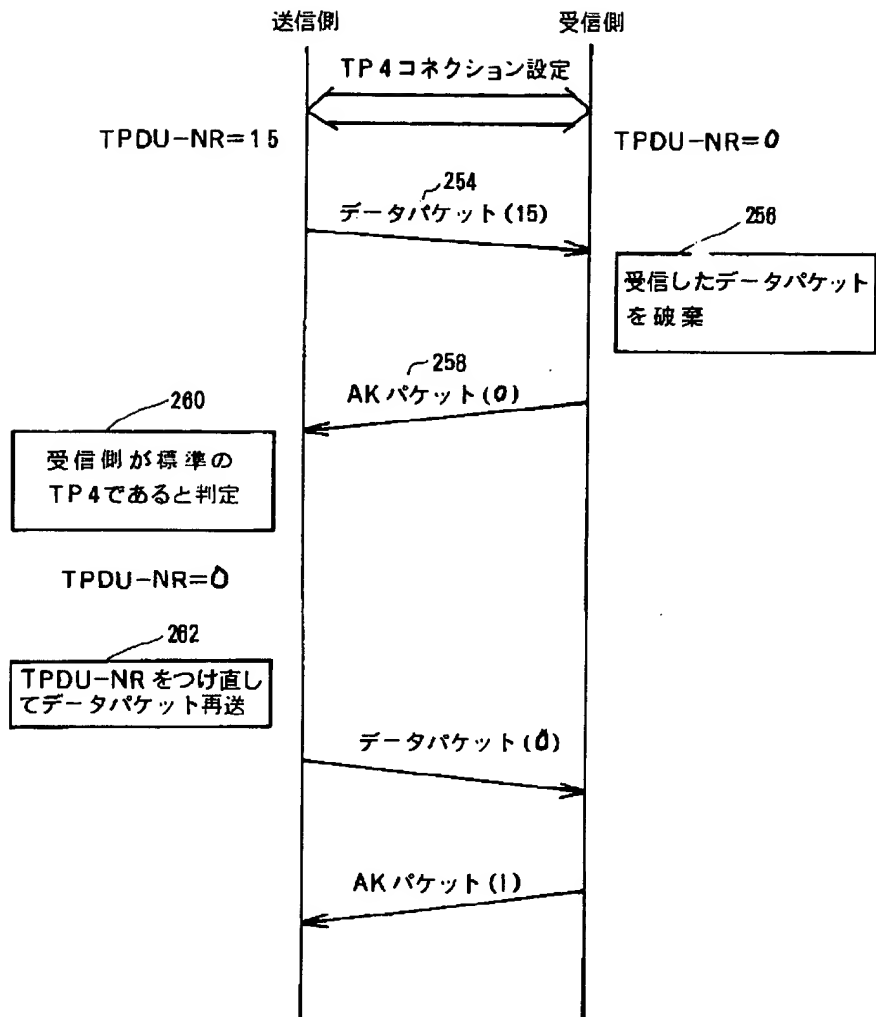 送信側
受信側
TP4コネクション設定
TPDU-NR=15
TPDU-NR=0
254
データパケット(15)
256
受信したデータパケット
を破棄
258
AKパケット(0)
260
受信側が標準の
TP4であると判定
TPDU-NR=0
262
TPDU-NRをつけ直し
てデータパケット再送
データパケット(0)
AKパケット(1)